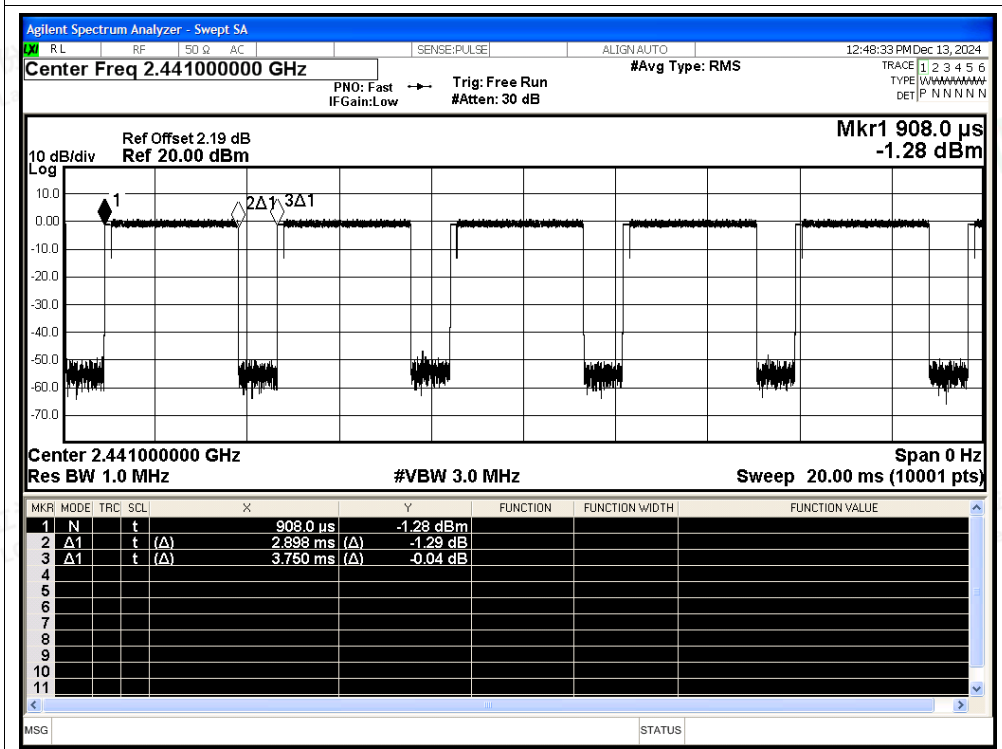 Agilent Spectrum Analyzer - Swept SA
LXI RL RF 50 Ω AC SENSE:PULSE ALIGN AUTO 12:48:33 PM Dec 13, 2024
Center Freq 2.441000000 GHz
PNO: Fast
IFGain:Low
Trig: Free Run
#Atten: 30 dB
#Avg Type: RMS
TRACE 1 2 3 4 5 6
TYPE
DET P N N N N N
Ref Offset 2.19 dB
10 dB/div Ref 20.00 dBm
Log
Mkr1 908.0 µs
-1.28 dBm
10.0
0.00
-10.0
-20.0
-30.0
-40.0
-50.0
-60.0
-70.0
1
2Δ1
3Δ1
Center 2.441000000 GHz Span 0 Hz
Res BW 1.0 MHz #VBW 3.0 MHz Sweep 20.00 ms (10001 pts)
MKR MODE TRC SCL X Y FUNCTION FUNCTION WIDTH FUNCTION VALUE
1 N t 908.0 µs -1.28 dBm
2 Δ1 t (Δ) 2.898 ms (Δ) -1.29 dB
3 Δ1 t (Δ) 3.750 ms (Δ) -0.04 dB
4
5
6
7
8
9
10
11
MSG STATUS